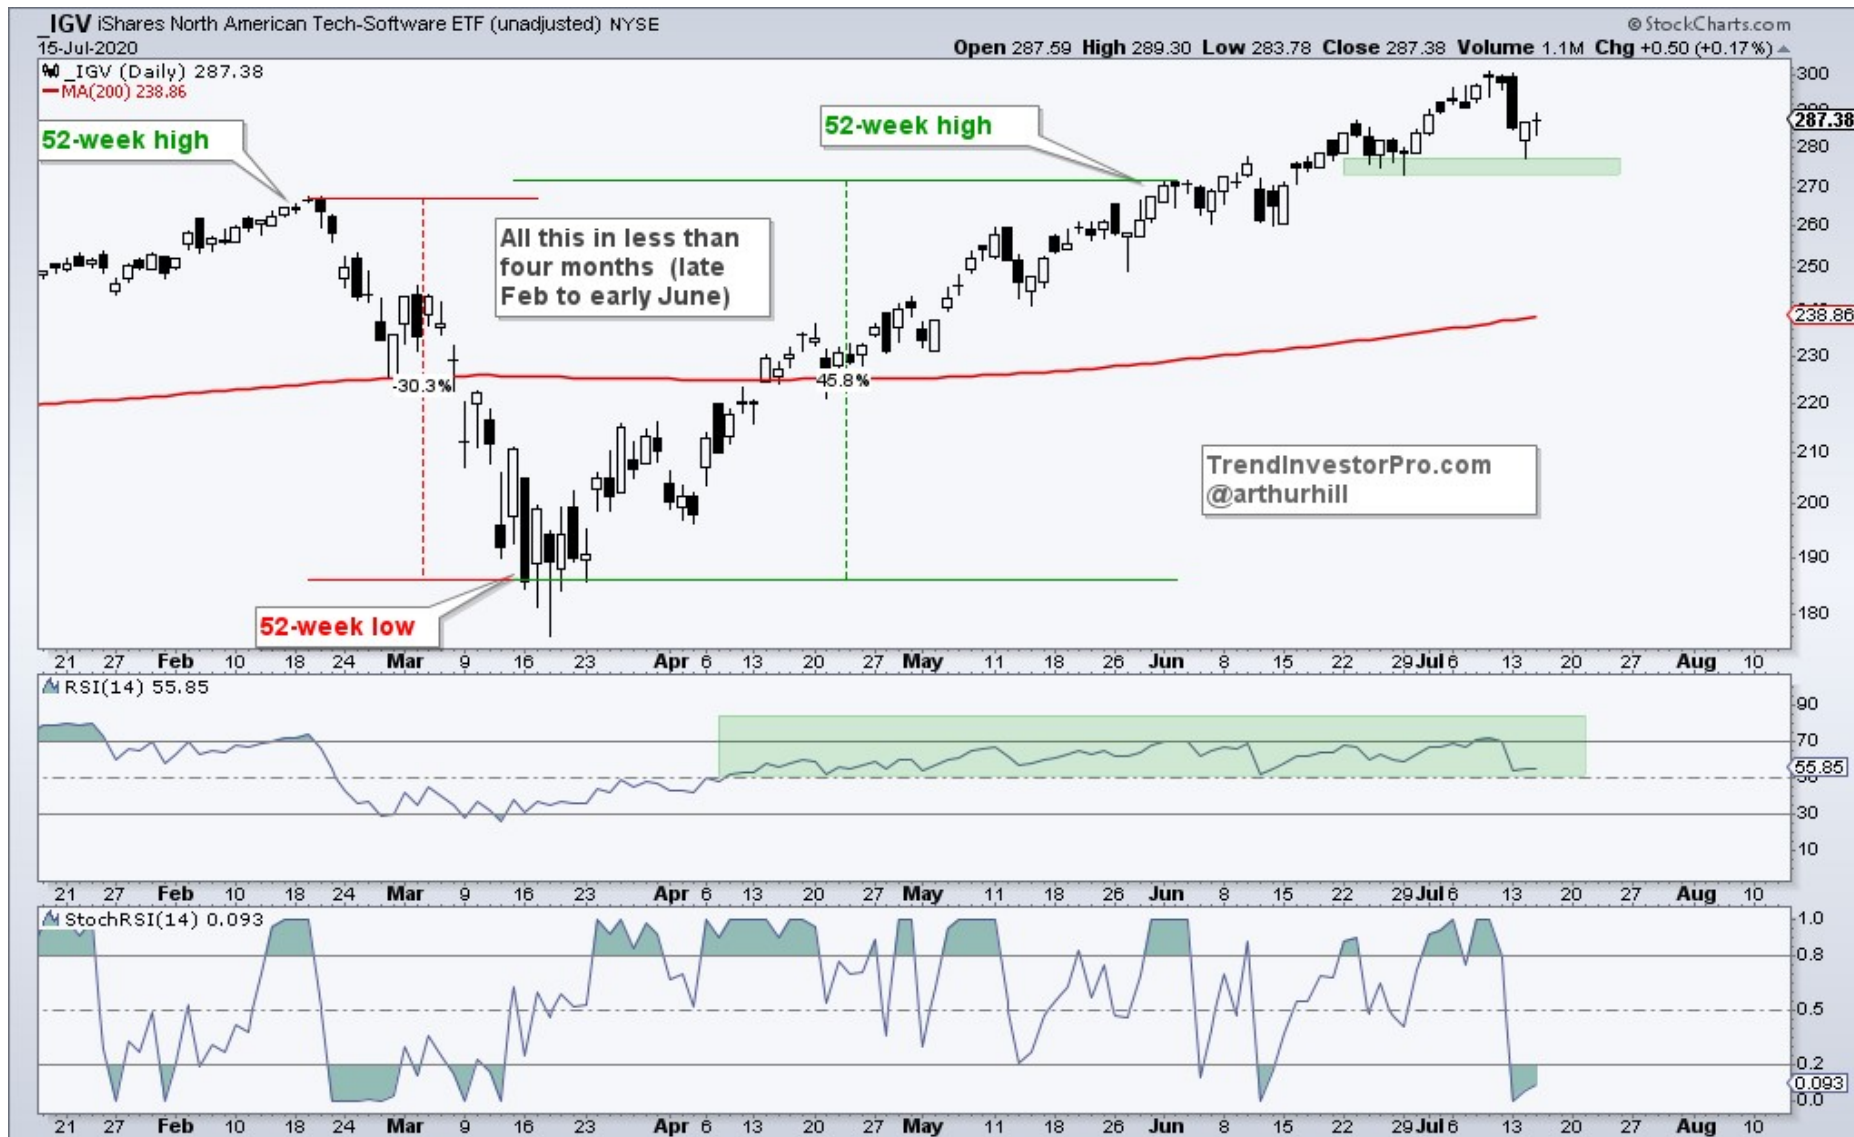 _IGV iShares North American Tech-Software ETF (unadjusted) NYSE
© StockCharts.com
15-Jul-2020
Open 287.59 High 289.30 Low 283.78 Close 287.38 Volume 1.1M Chg +0.50 (+0.17%)
_IGV (Daily) 287.38
MA(200) 238.86
52-week high
52-week high
All this in less than
four months (late
Feb to early June)
-30.3%
45.8%
TrendInvestorPro.com
@arthurhill
52-week low
300
287.38
280
270
260
250
238.86
230
220
210
200
190
180
21 27 Feb 10 18 24 Mar 9 16 23 Apr 6 13 20 27 May 11 18 26 Jun 8 15 22 29 Jul 6 13 20 27 Aug 10
RSI(14) 55.85
90
70
55.85
30
10
21 27 Feb 10 18 24 Mar 9 16 23 Apr 6 13 20 27 May 11 18 26 Jun 8 15 22 29 Jul 6 13 20 27 Aug 10
StochRSI(14) 0.093
1.0
0.8
0.5
0.2
0.093
0.0
21 27 Feb 10 18 24 Mar 9 16 23 Apr 6 13 20 27 May 11 18 26 Jun 8 15 22 29 Jul 6 13 20 27 Aug 10